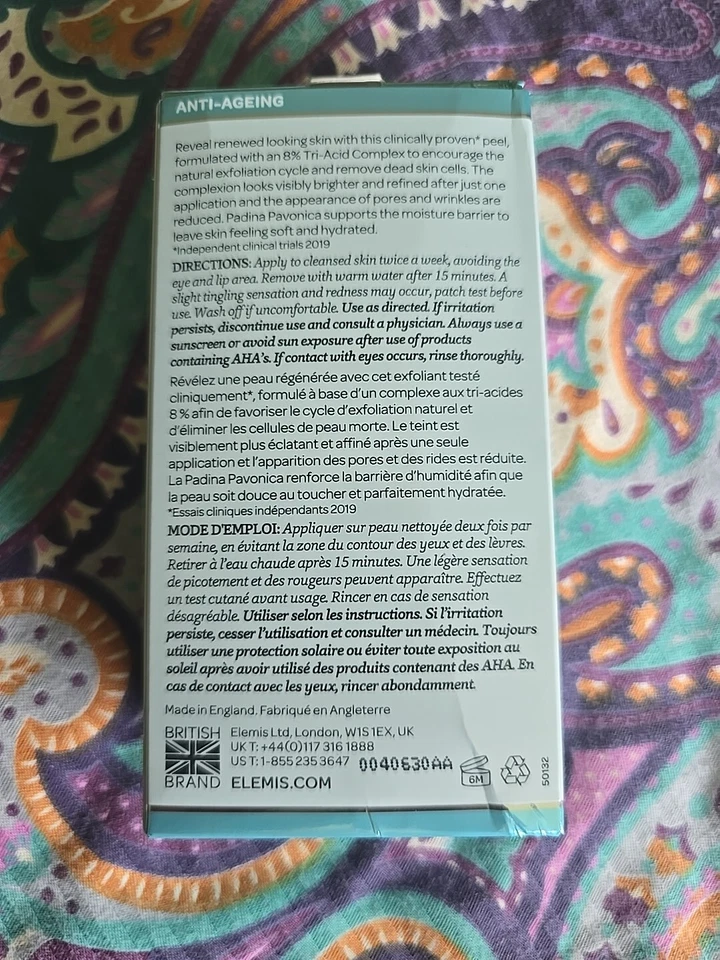 ANTI-AGEING
Reveal renewed looking skin with this clinically proven* peel,
formulated with an 8% Tri-Acid Complex to encourage the
natural exfoliation cycle and remove dead skin cells. The
complexion looks visibly brighter and refined after just one
application and the appearance of pores and wrinkles are
reduced. Padina Pavonica supports the moisture barrier to
leave skin feeling soft and hydrated.
*Independent clinical trials 2019
DIRECTIONS: Apply to cleansed skin twice a week, avoiding the
eye and lip area. Remove with warm water after 15 minutes. A
slight tingling sensation and redness may occur, patch test before
use. Wash off if uncomfortable. Use as directed. If irritation
persists, discontinue use and consult a physician. Always use a
sunscreen or avoid sun exposure after use of products
containing AHA's. If contact with eyes occurs, rinse thoroughly.
Révélez une peau régénérée avec cet exfoliant testé
cliniquement*, formulé à base d'un complexe aux tri-acides
8 % afin de favoriser le cycle d'exfoliation naturel et
d'éliminer les cellules de peau morte. Le teint est
visiblement plus éclatant et affiné après une seule
application et l'apparition des pores et des rides est réduite.
La Padina Pavonica renforce la barrière d'humidité afin que
la peau soit douce au toucher et parfaitement hydratée.
*Essais cliniques indépendants 2019
MODE D'EMPLOI: Appliquer sur peau nettoyée deux fois par
semaine, en évitant la zone du contour des yeux et des lèvres.
Retirer à l'eau chaude après 15 minutes. Une légère sensation
de picotement et des rougeurs peuvent apparaître. Effectuez
un test cutané avant usage. Rincer en cas de sensation
désagréable. Utiliser selon les instructions. Si l'irritation
persiste, cesser l'utilisation et consulter un médecin. Toujours
utiliser une protection solaire ou éviter toute exposition au
soleil après avoir utilisé des produits contenant des AHA. En
cas de contact avec les yeux, rincer abondamment.
Made in England. Fabriqué en Angleterre
BRITISH
BRAND
Elemis Ltd, London, W1S 1EX, UK
UK T: +44(0)117 316 1888
US T: 1-855 235 3647
ELEMIS.COM
0040630AA
6M
50132